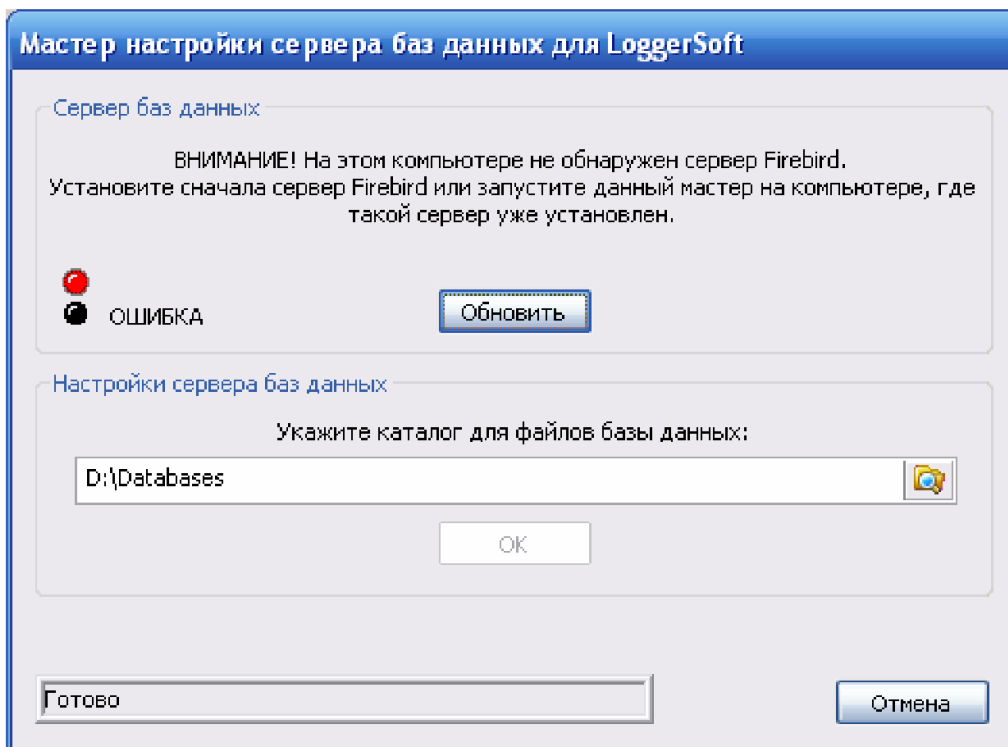 Мастер настройки сервера баз данных для LoggerSoft
Сервер баз данных
ВНИМАНИЕ! На этом компьютере не обнаружен сервер Firebird.
Установите сначала сервер Firebird или запустите данный мастер на компьютере, где
такой сервер уже установлен.
ОШИБКА
Обновить
Настройки сервера баз данных
Укажите каталог для файлов базы данных:
D:\Databases
ОК
Готово
Отмена